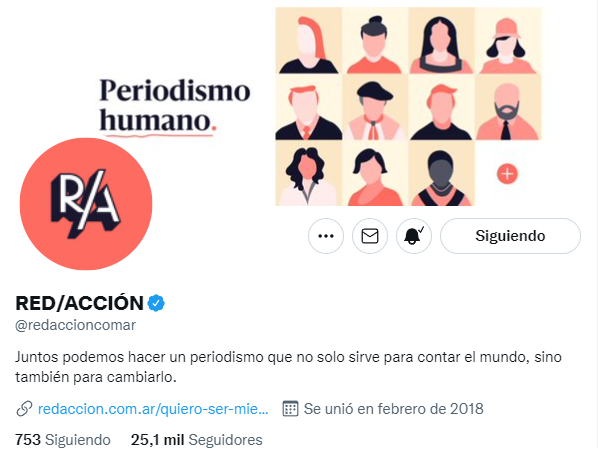 Periodismo
humano.
R/A
Siguiendo
RED/ACCIÓN
@redaccioncomar
Juntos podemos hacer un periodismo que no solo sirve para contar el mundo, sino
también para cambiarlo.
redaccion.com.ar/quiero-ser-mie... Se unió en febrero de 2018
753 Siguiendo 25,1 mil Seguidores